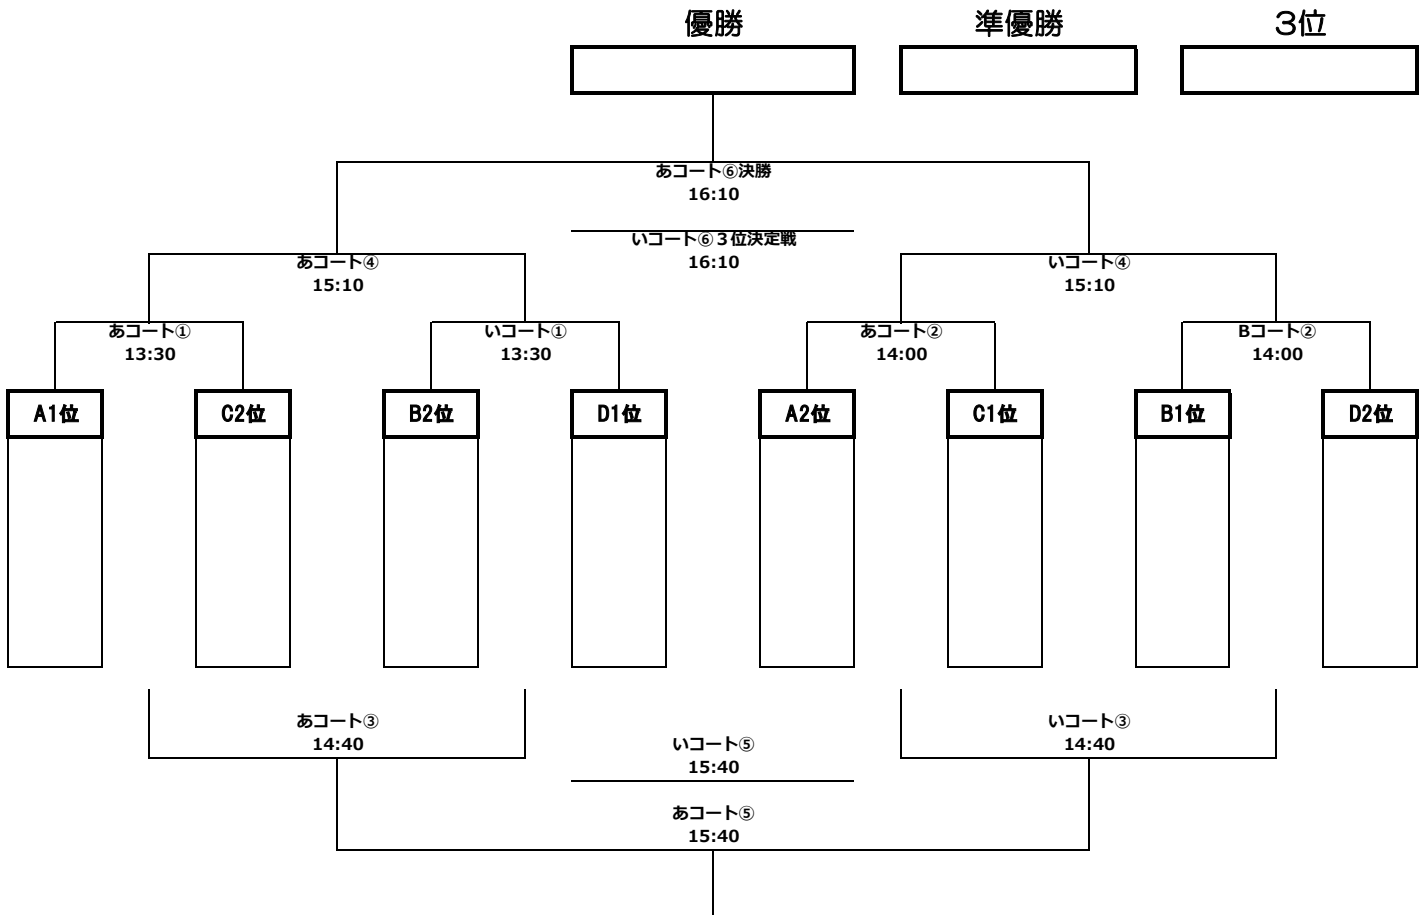 優勝
準優勝
3位
あコート⑥決勝
16:10
いコート⑥３位決定戦
16:10
あコート④
15:10
いコート④
15:10
あコート①
13:30
いコート①
13:30
あコート②
14:00
Bコート②
14:00
A1位
C2位
B2位
D1位
A2位
C1位
B1位
D2位
あコート③
14:40
いコート③
14:40
いコート⑤
15:40
あコート⑤
15:40